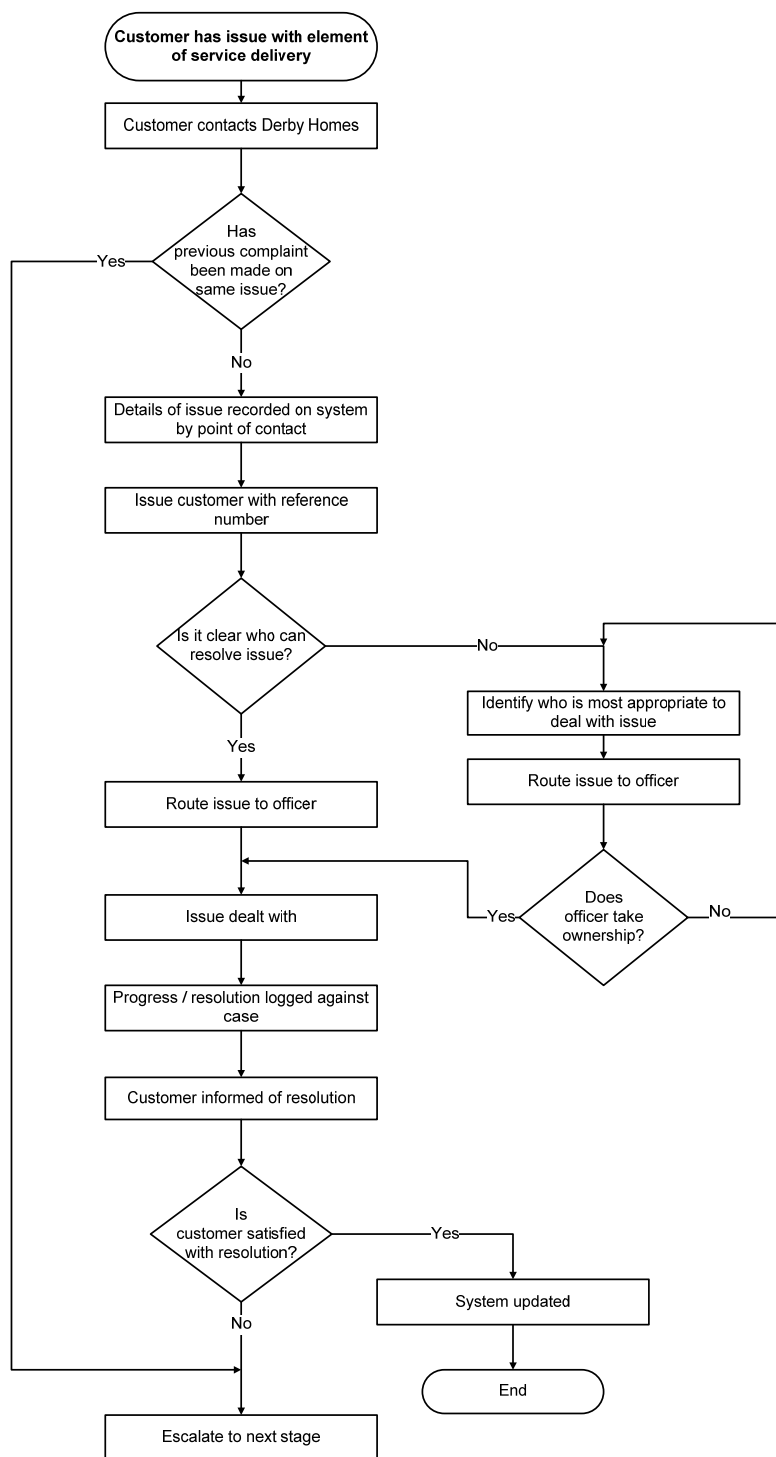 Customer has issue with element
of service delivery
Customer contacts Derby Homes
Has
previous complaint
been made on
same issue?
Yes
No
Details of issue recorded on system
by point of contact
Issue customer with reference
number
Is it clear who can
resolve issue?
No
Yes
Identify who is most appropriate to
deal with issue
Route issue to officer
Route issue to officer
Does
officer take
ownership?
Yes
No
Issue dealt with
Progress / resolution logged against
case
Customer informed of resolution
Is
customer satisfied
with resolution?
Yes
No
System updated
End
Escalate to next stage